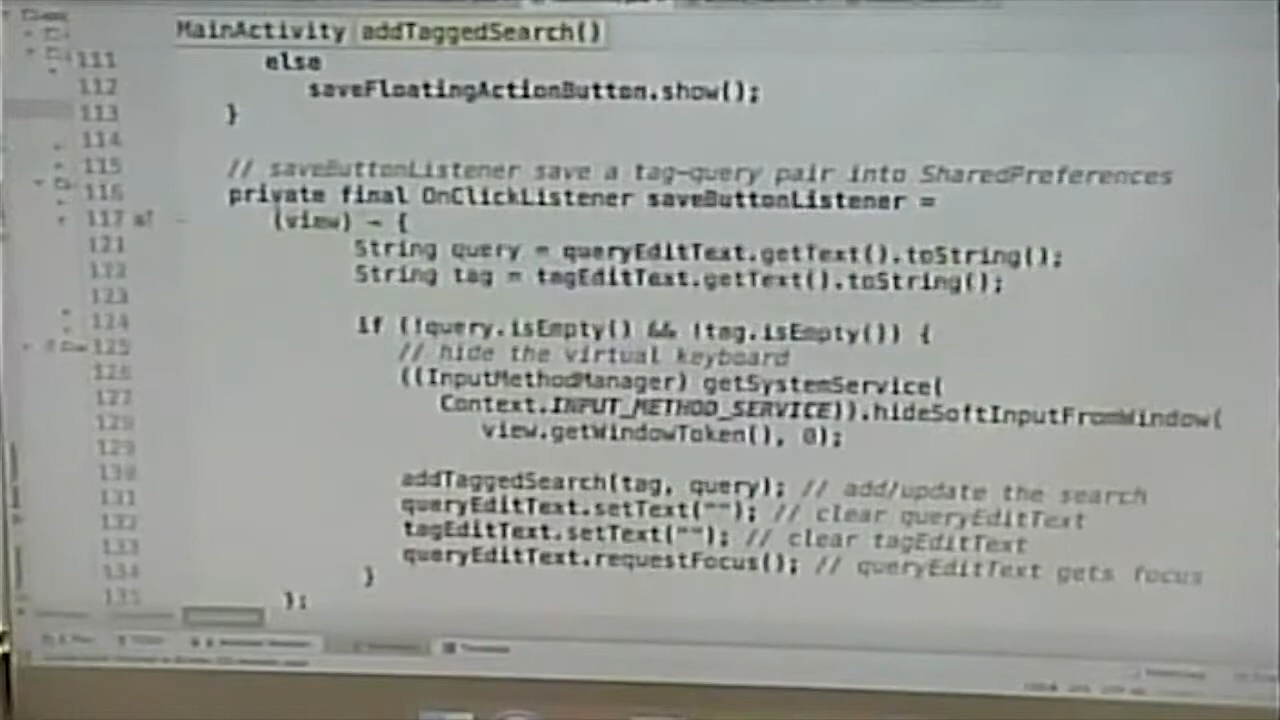 MainActivity addTaggedSearch()
111 else
112 saveFloatingActionButton.show();
113 }
114
115 // saveButtonListener save a tag-query pair into SharedPreferences
116 private final OnClickListener saveButtonListener =
117 (view) → {
121 String query = queryEditText.getText().toString();
122 String tag = tagEditText.getText().toString();
123
124 if (!query.isEmpty() && !tag.isEmpty()) {
125 // hide the virtual keyboard
126 ((InputMethodManager) getSystemService(
127 Context.INPUT_METHOD_SERVICE)).hideSoftInputFromWindow(
128 view.getWindowToken(), 0);
129
130 addTaggedSearch(tag, query); // add/update the search
131 queryEditText.setText(""); // clear queryEditText
132 tagEditText.setText(""); // clear tagEditText
133 queryEditText.requestFocus(); // queryEditText gets focus
134 }
135 };